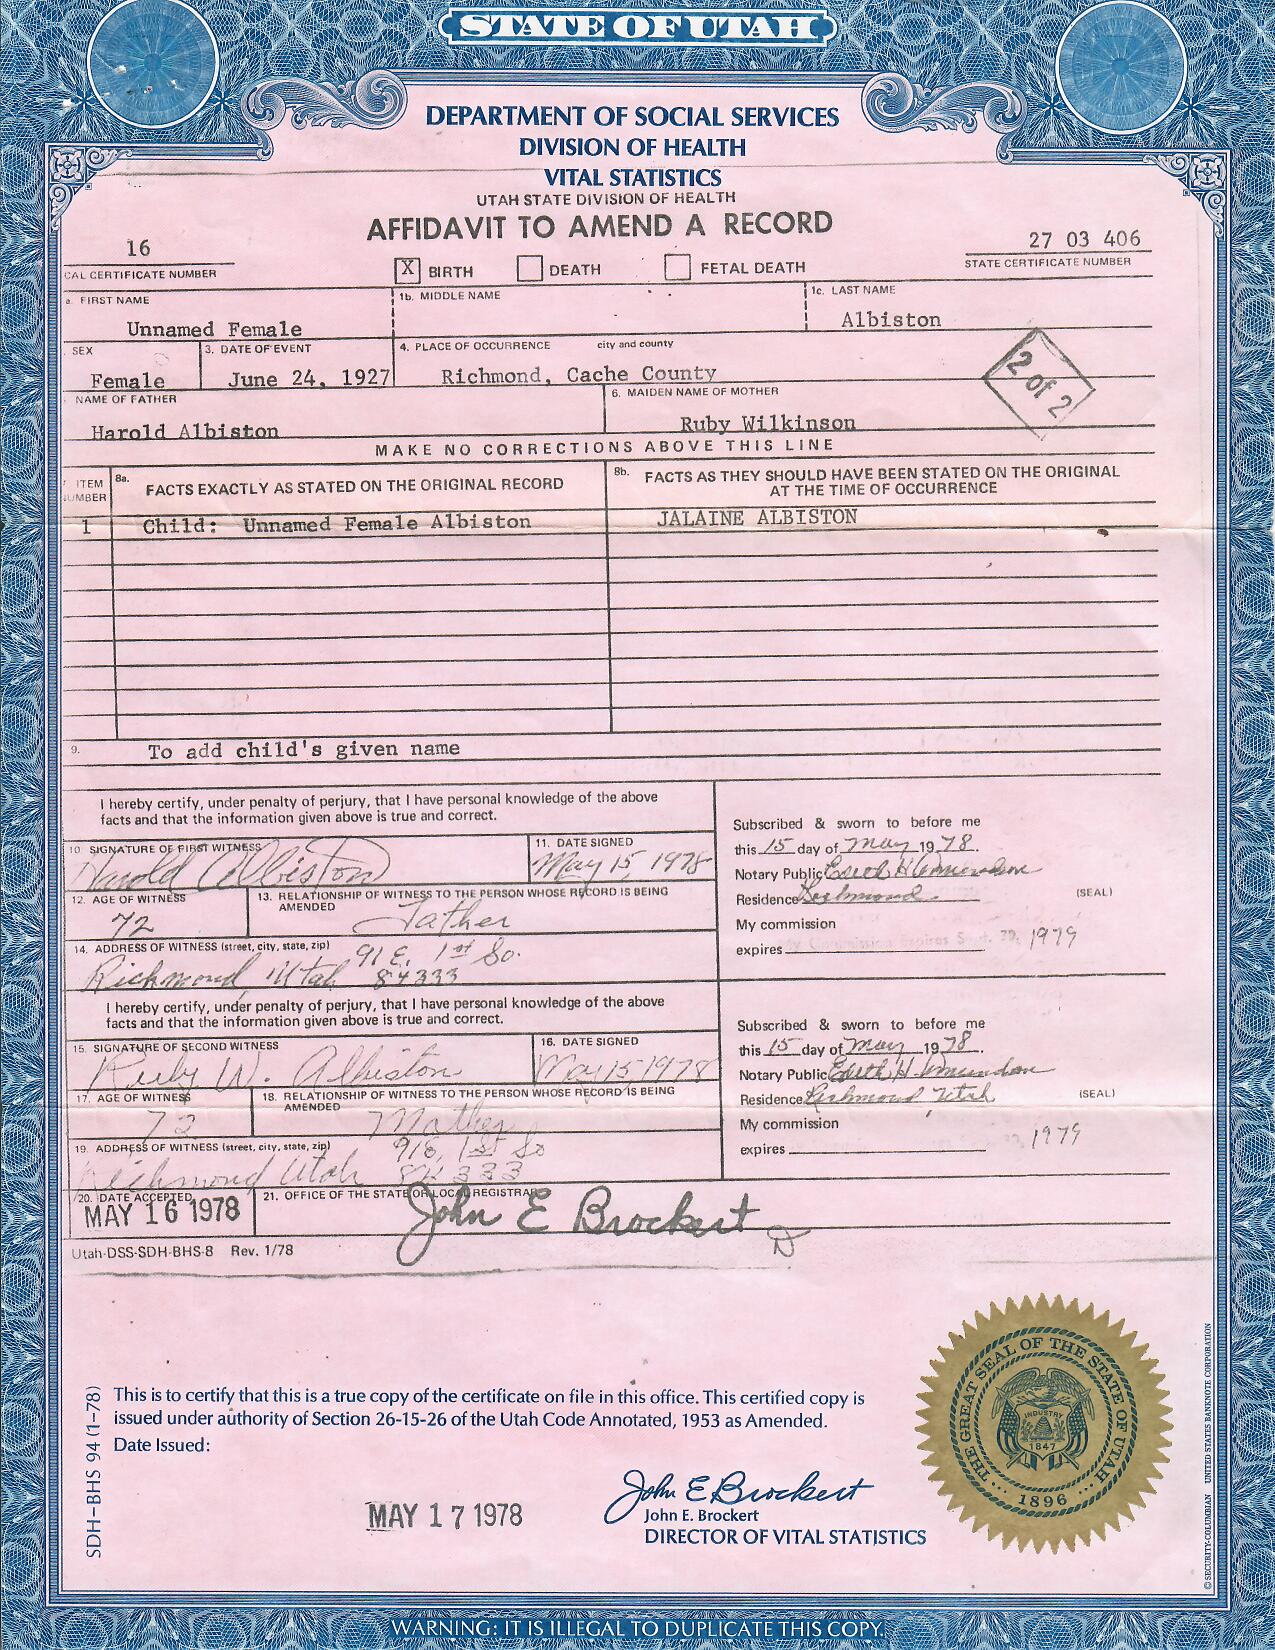 STATE OF UTAH
DEPARTMENT OF SOCIAL SERVICES
DIVISION OF HEALTH
VITAL STATISTICS
UTAH STATE DIVISION OF HEALTH
AFFIDAVIT TO AMEND A RECORD
16
27 03 406
CAL CERTIFICATE NUMBER
X BIRTH DEATH FETAL DEATH
STATE CERTIFICATE NUMBER
a. FIRST NAME 1b. MIDDLE NAME 1c. LAST NAME
Unnamed Female Albiston
SEX 3. DATE OF EVENT 4. PLACE OF OCCURRENCE city and county
Female June 24, 1927 Richmond, Cache County
2 of 2
NAME OF FATHER 6. MAIDEN NAME OF MOTHER
Harold Albiston Ruby Wilkinson
MAKE NO CORRECTIONS ABOVE THIS LINE
ITEM NUMBER 8a. FACTS EXACTLY AS STATED ON THE ORIGINAL RECORD 8b. FACTS AS THEY SHOULD HAVE BEEN STATED ON THE ORIGINAL
AT THE TIME OF OCCURRENCE
1 Child: Unnamed Female Albiston JALAINE ALBISTON
9. To add child's given name
I hereby certify, under penalty of perjury, that I have personal knowledge of the above
facts and that the information given above is true and correct.
10 SIGNATURE OF FIRST WITNESS 11. DATE SIGNED
Harold Albiston May 15, 1978
12. AGE OF WITNESS 13. RELATIONSHIP OF WITNESS TO THE PERSON WHOSE RECORD IS BEING
AMENDED
72 Father
14. ADDRESS OF WITNESS (street, city, state, zip) 91 E. 1st So.
Richmond, Utah 84333
Subscribed & sworn to before me
this 15 day of May 1978.
Notary Public Edith H.
Residence Richmond (SEAL)
My commission
expires My Commission Expires 1979
I hereby certify, under penalty of perjury, that I have personal knowledge of the above
facts and that the information given above is true and correct.
15. SIGNATURE OF SECOND WITNESS 16. DATE SIGNED
Ruby W. Albiston May 15 1978
17. AGE OF WITNESS 18. RELATIONSHIP OF WITNESS TO THE PERSON WHOSE RECORD IS BEING
AMENDED
Mother
19. ADDRESS OF WITNESS (street, city, state, zip) 1st So
Richmond Utah 84333
Subscribed & sworn to before me
this 15 day of May 1978.
Notary Public Edith H.
Residence Richmond Utah (SEAL)
My commission
expires 1979
20. DATE ACCEPTED 21. OFFICE OF THE STATE OR LOCAL REGISTRAR
MAY 16 1978 John E Brockert
Utah-DSS-SDH-BHS-8 Rev. 1/78
SDH-BHS 94 (1-78)
This is to certify that this is a true copy of the certificate on file in this office. This certified copy is
issued under authority of Section 26-15-26 of the Utah Code Annotated, 1953 as Amended.
Date Issued:
MAY 17 1978
John E Brockert
John E. Brockert
DIRECTOR OF VITAL STATISTICS
THE GREAT SEAL OF THE STATE OF UTAH
INDUSTRY
1847
1896
© SECURITY-COLUMBIAN UNITED STATES BANKNOTE CORPORATION
WARNING: IT IS ILLEGAL TO DUPLICATE THIS COPY.